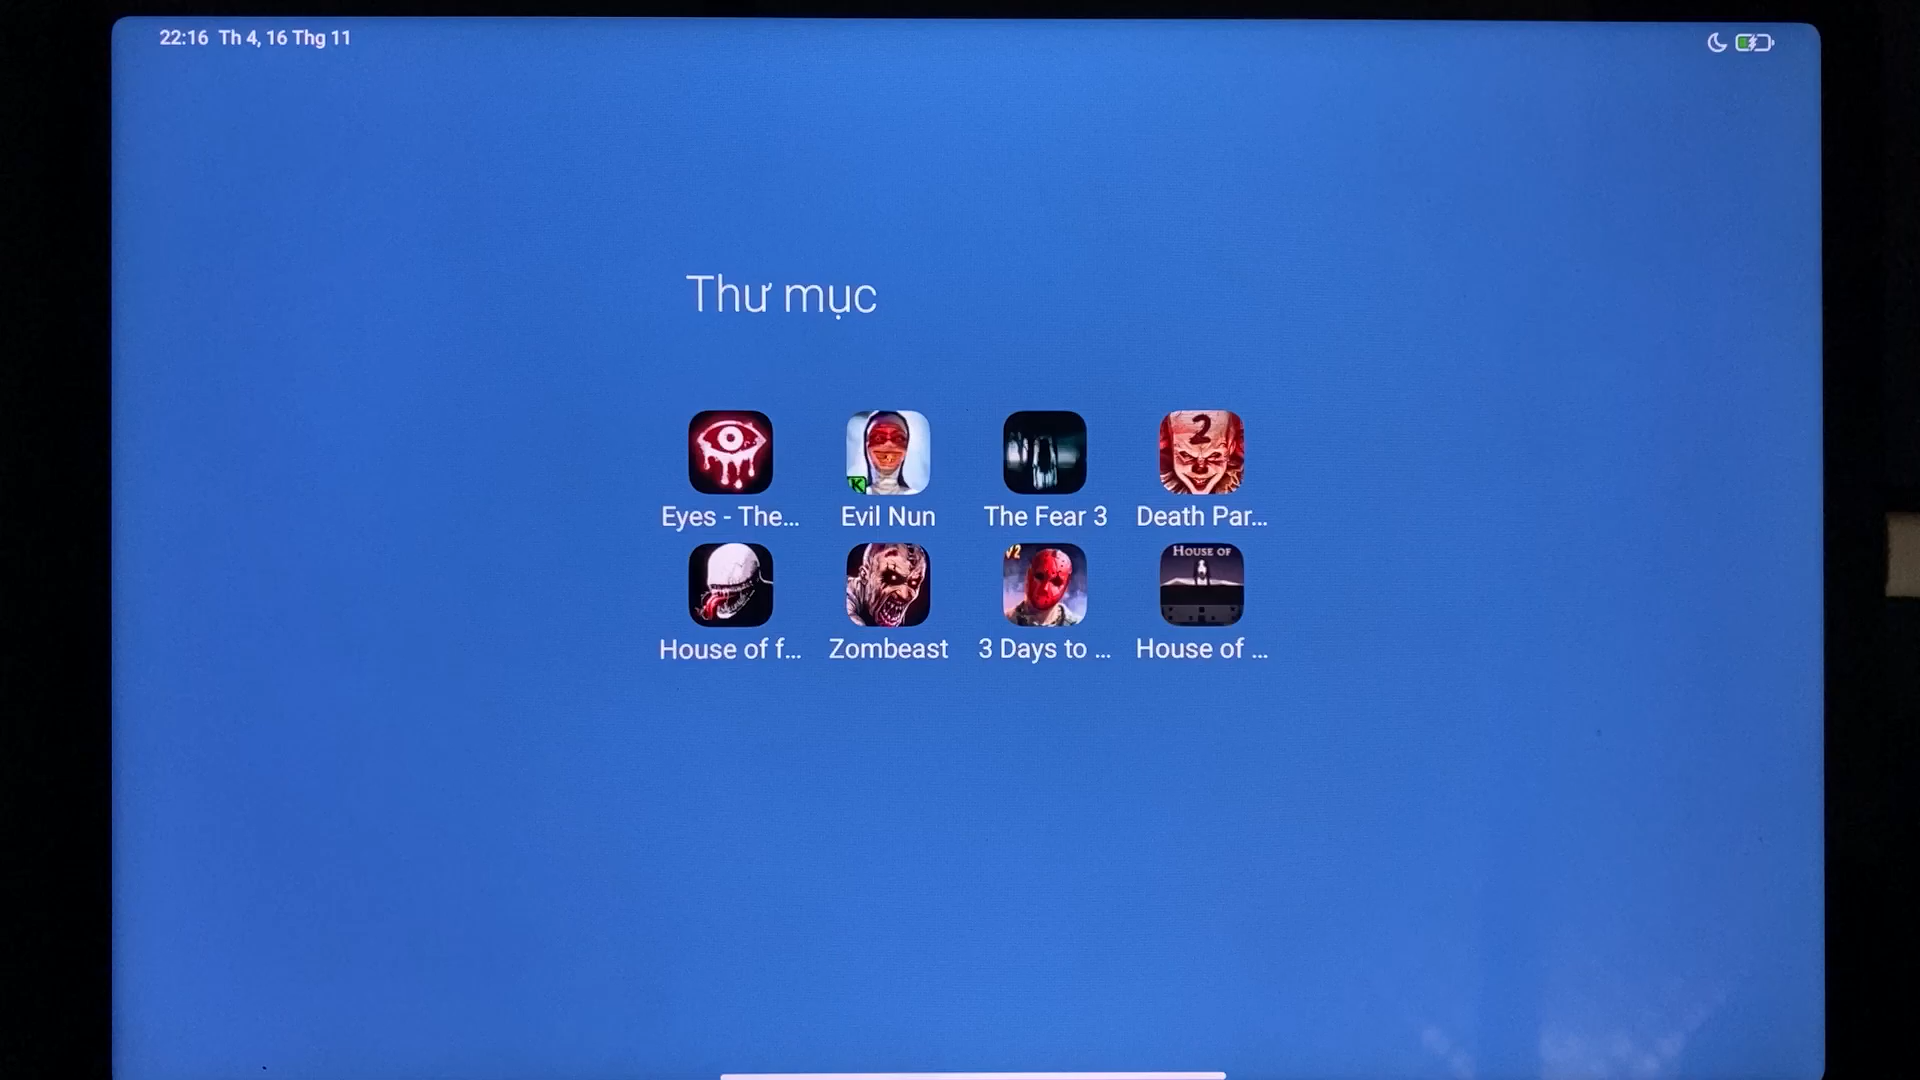 22:16 Th 4, 16 Thg 11
Thư mục
2
K
Eyes - The...
Evil Nun
The Fear 3
Death Par...
V2
HOUSE OF
House of f...
Zombeast
3 Days to ...
House of ...